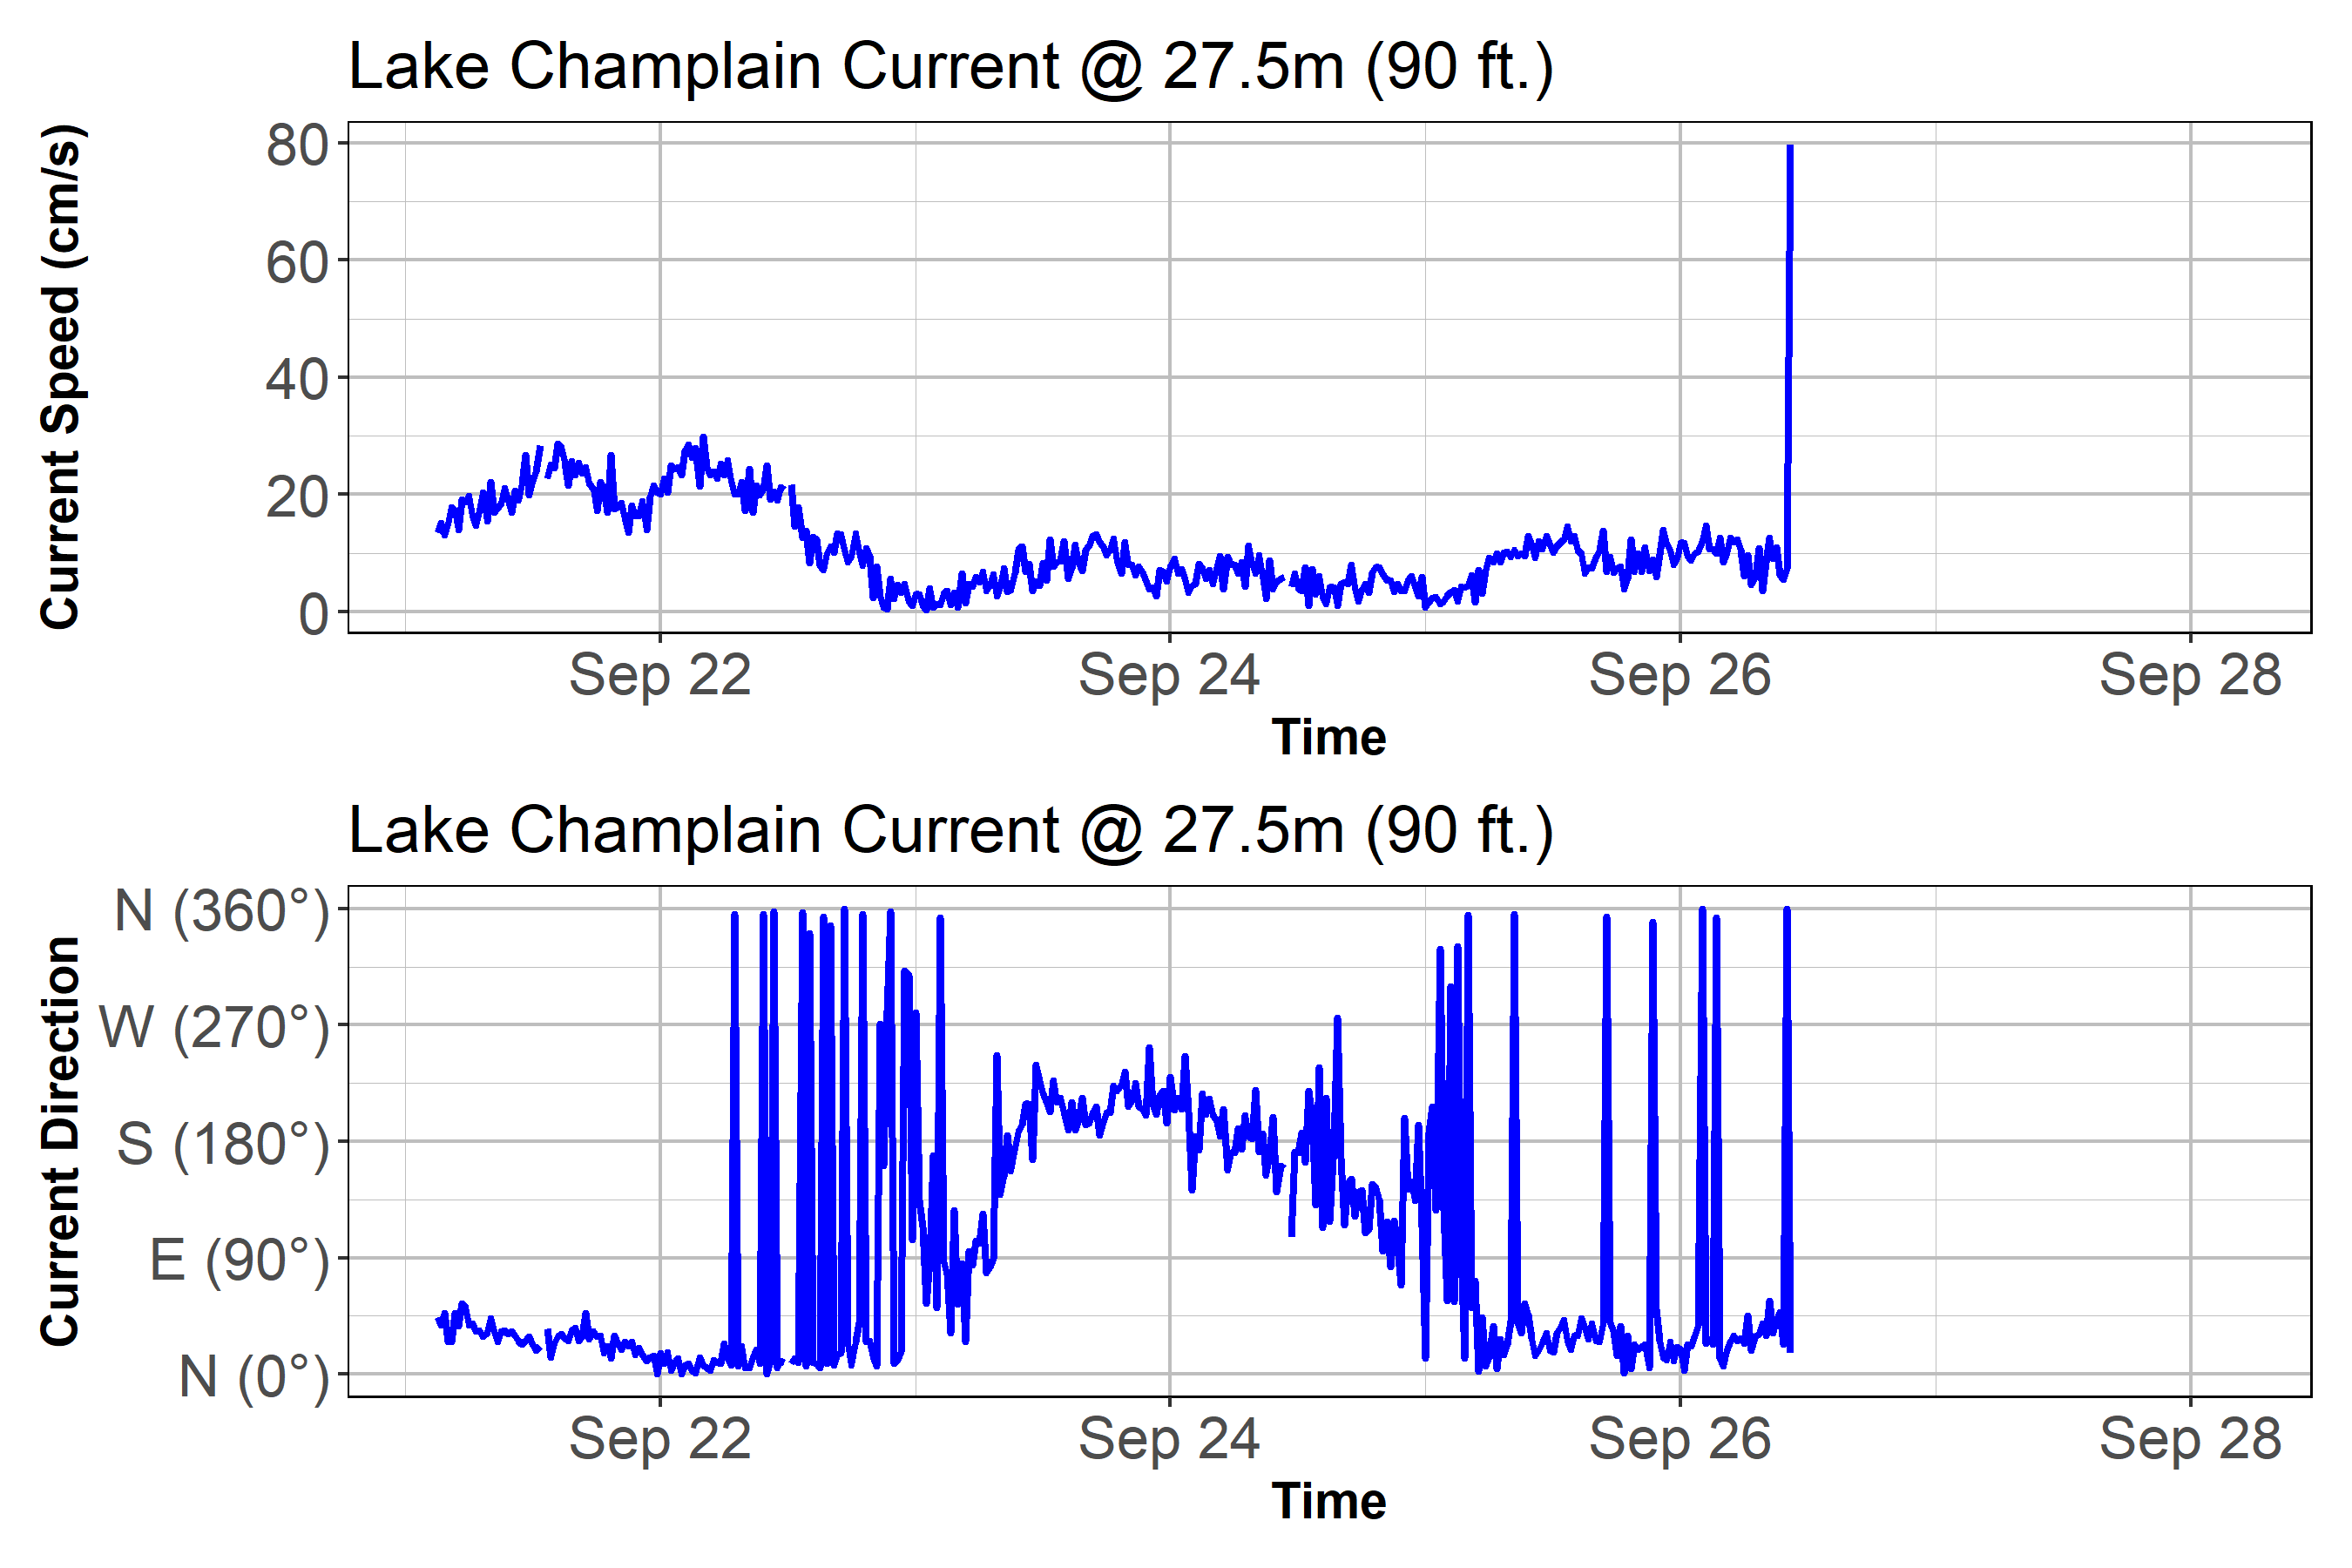 Lake Champlain Current @ 27.5m (90 ft.)
Current Speed (cm/s)
80
60
40
20
0
Sep 22 Sep 24 Sep 26 Sep 28
Time
Lake Champlain Current @ 27.5m (90 ft.)
Current Direction
N (360°)
W (270°)
S (180°)
E (90°)
N (0°)
Sep 22 Sep 24 Sep 26 Sep 28
Time